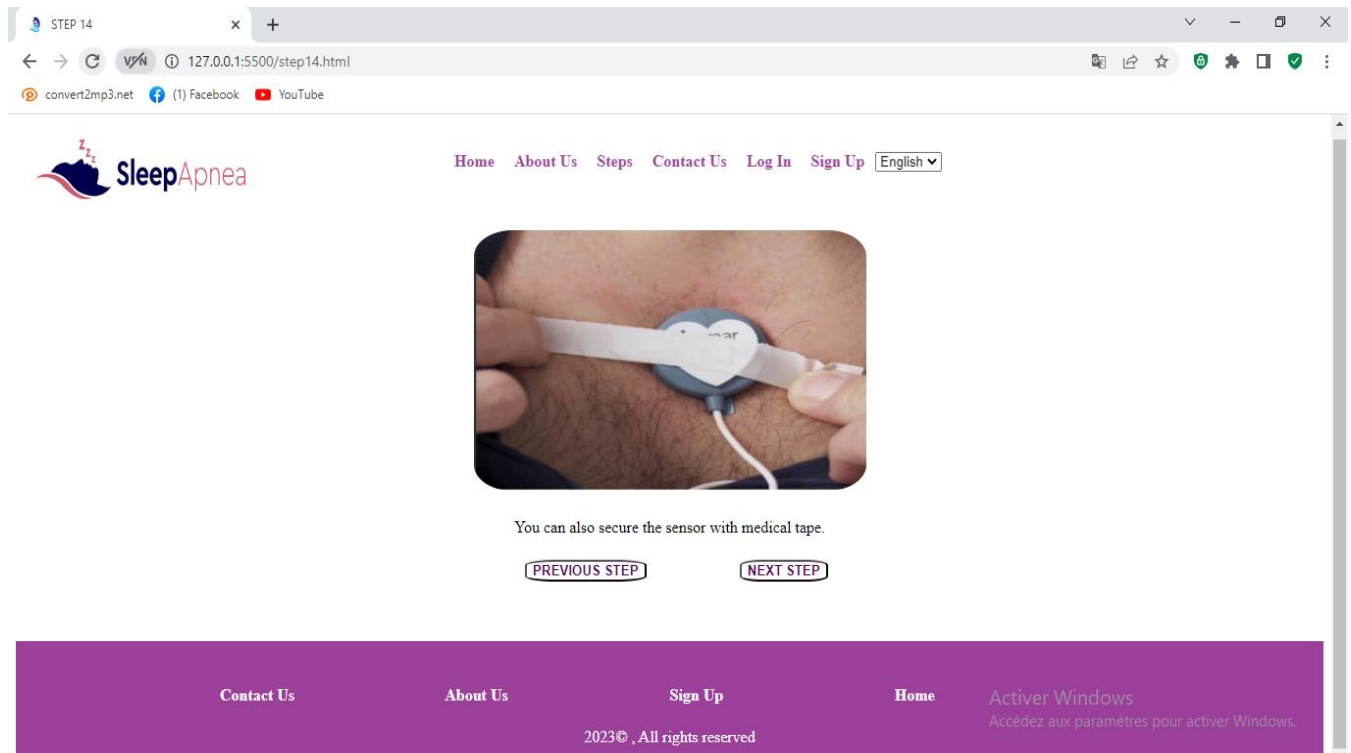 STEP 14
VPN 127.0.0.1:5500/step14.html
convert2mp3.net (1) Facebook YouTube
z z z
SleepApnea
Home About Us Steps Contact Us Log In Sign Up English
You can also secure the sensor with medical tape.
PREVIOUS STEP NEXT STEP
Contact Us About Us Sign Up Home
Activer Windows
Accédez aux paramètres pour activer Windows.
2023© , All rights reserved